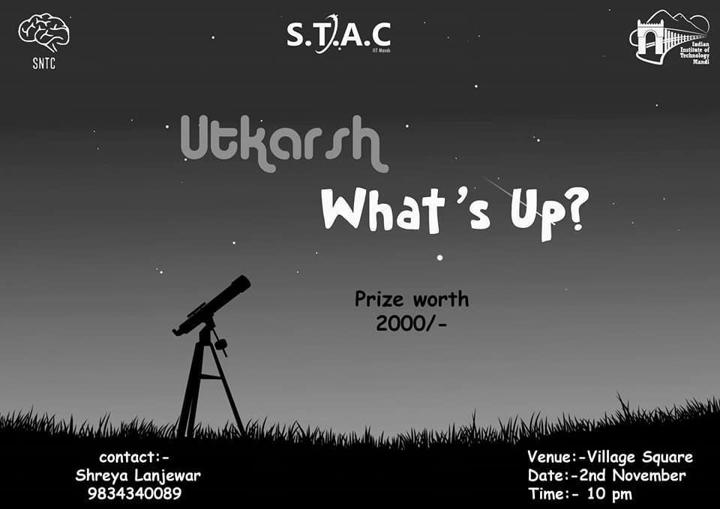 SNTC
S.T.A.C
IIT Mandi
Indian
Institute of
Technology
Mandi
Utkarsh
What's Up?
Prize worth
2000/-
contact:-
Shreya Lanjewar
9834340089
Venue:-Village Square
Date:-2nd November
Time:- 10 pm